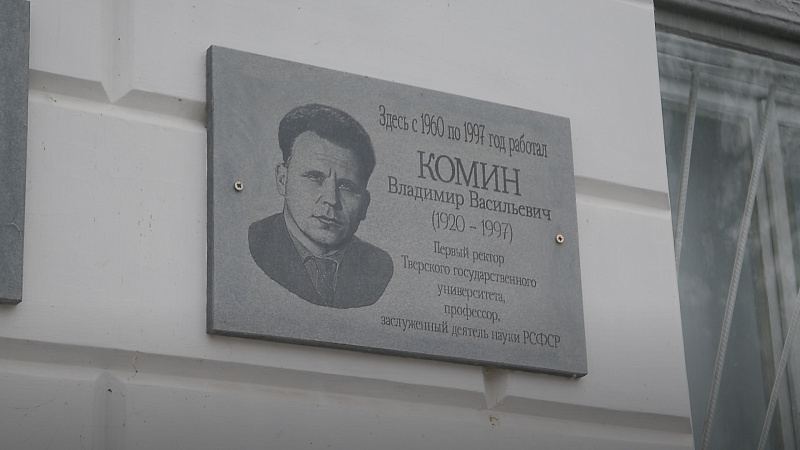 Здесь с 1960 по 1997 год работал
КОМИН
Владимир Васильевич
(1920 - 1997)
Первый ректор
Тверского государственного
университета,
профессор,
заслуженный деятель науки РСФСР